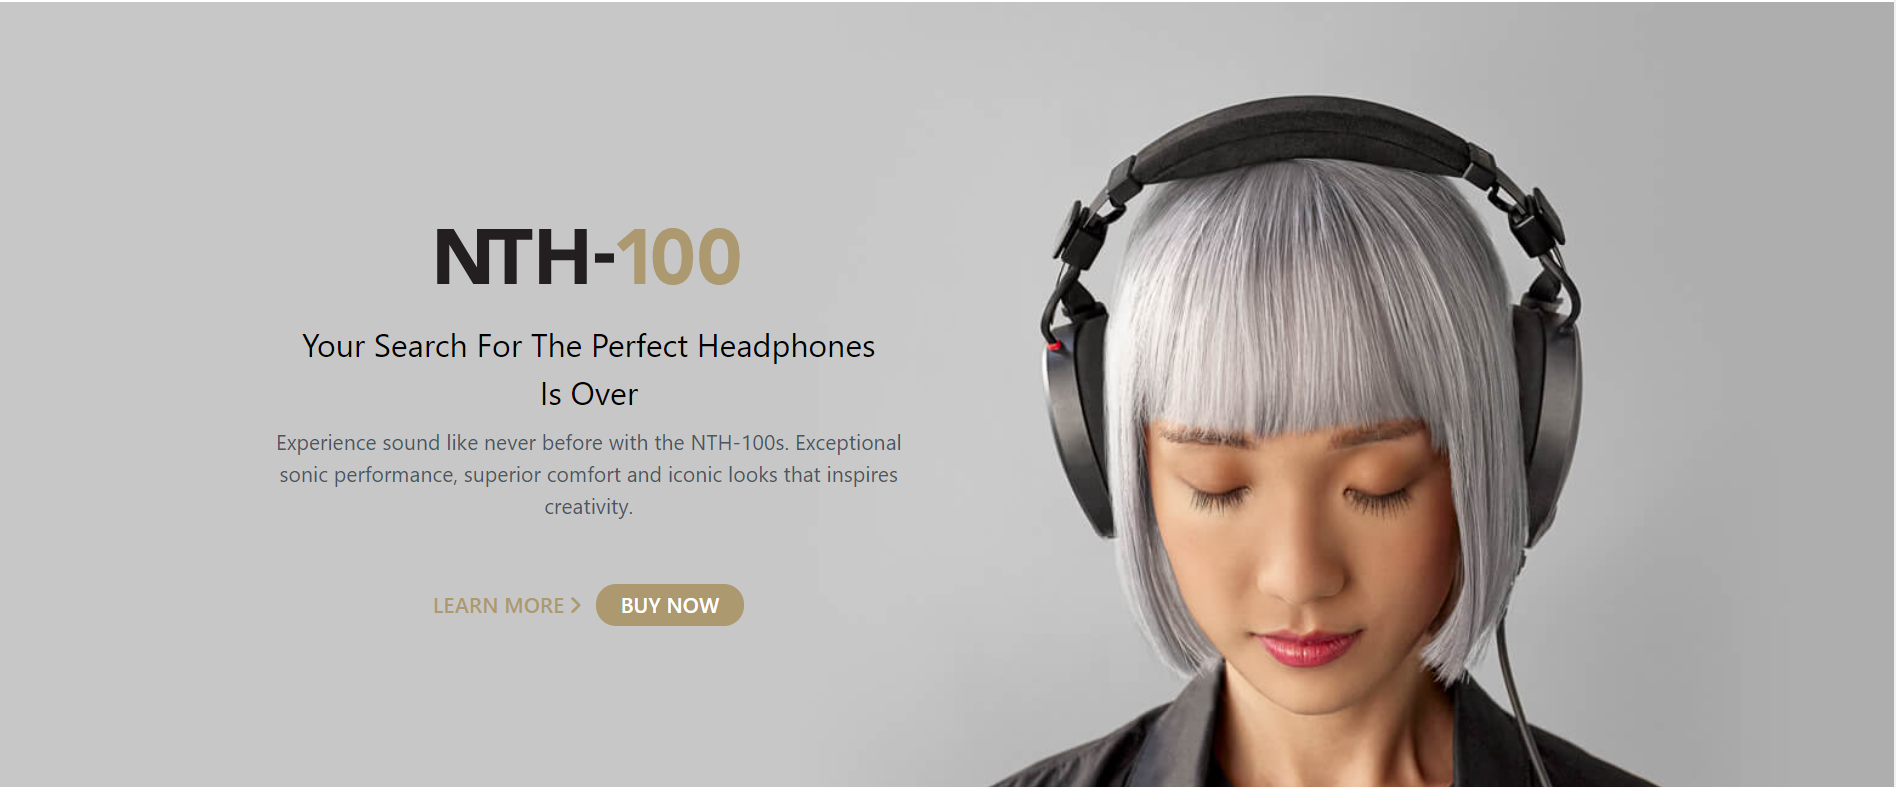 NTH-100
Your Search For The Perfect Headphones
Is Over
Experience sound like never before with the NTH-100s. Exceptional
sonic performance, superior comfort and iconic looks that inspires
creativity.
LEARN MORE > BUY NOW